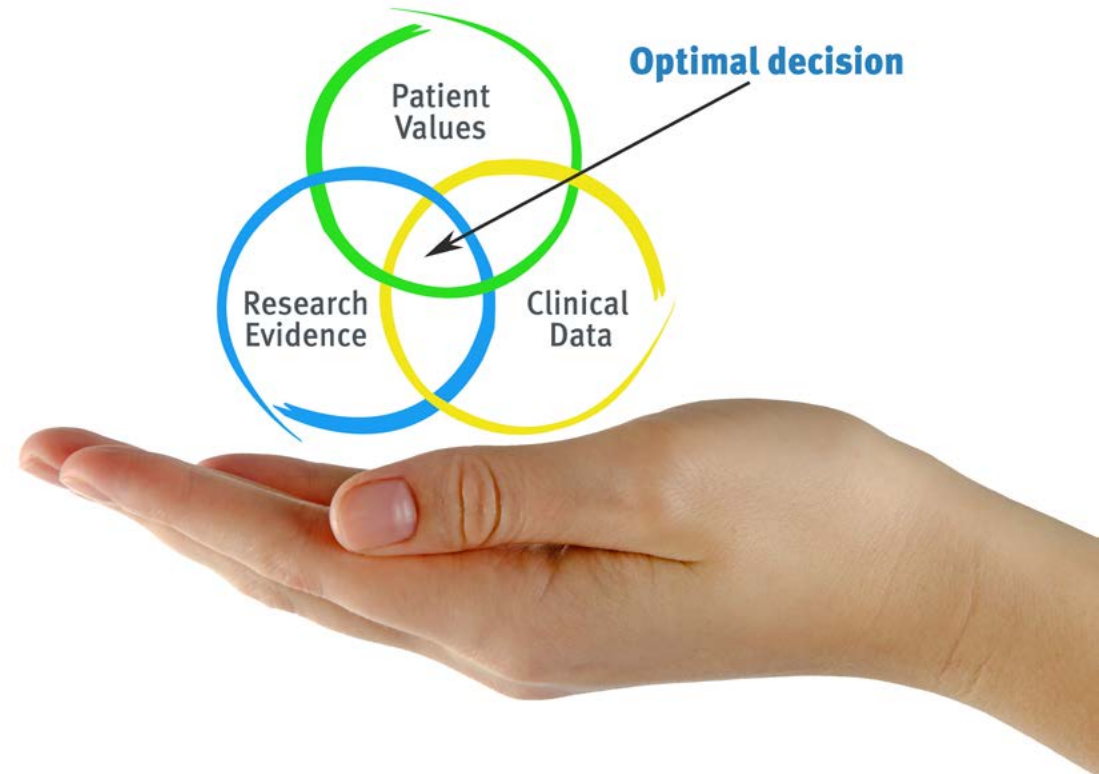 Optimal decision
Patient
Values
Research
Evidence
Clinical
Data